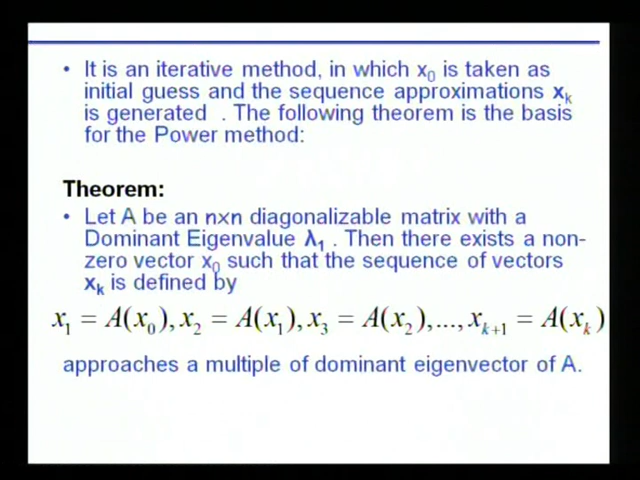 • It is an iterative method, in which x₀ is taken as
initial guess and the sequence approximations xₖ
is generated . The following theorem is the basis
for the Power method:
Theorem:
• Let A be an n×n diagonalizable matrix with a
Dominant Eigenvalue λ₁ . Then there exists a non-
zero vector x₀ such that the sequence of vectors
xₖ is defined by
x₁ = A(x₀), x₂ = A(x₁), x₃ = A(x₂),..., xₖ₊₁ = A(xₖ)
approaches a multiple of dominant eigenvector of A.